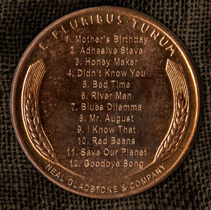 E PLURIBUS TUNUM
1. Mother's Birthday
2. Adhesive Steve
3. Honey Maker
4. Didn't Know You
5. Bed Time
6. River Man
7. Blues Dilemma
8. Mr. August
9. I Know That
10. Red Beans
11. Save Our Planet
12. Goodbye Song
NEAL GLADSTONE & COMPANY